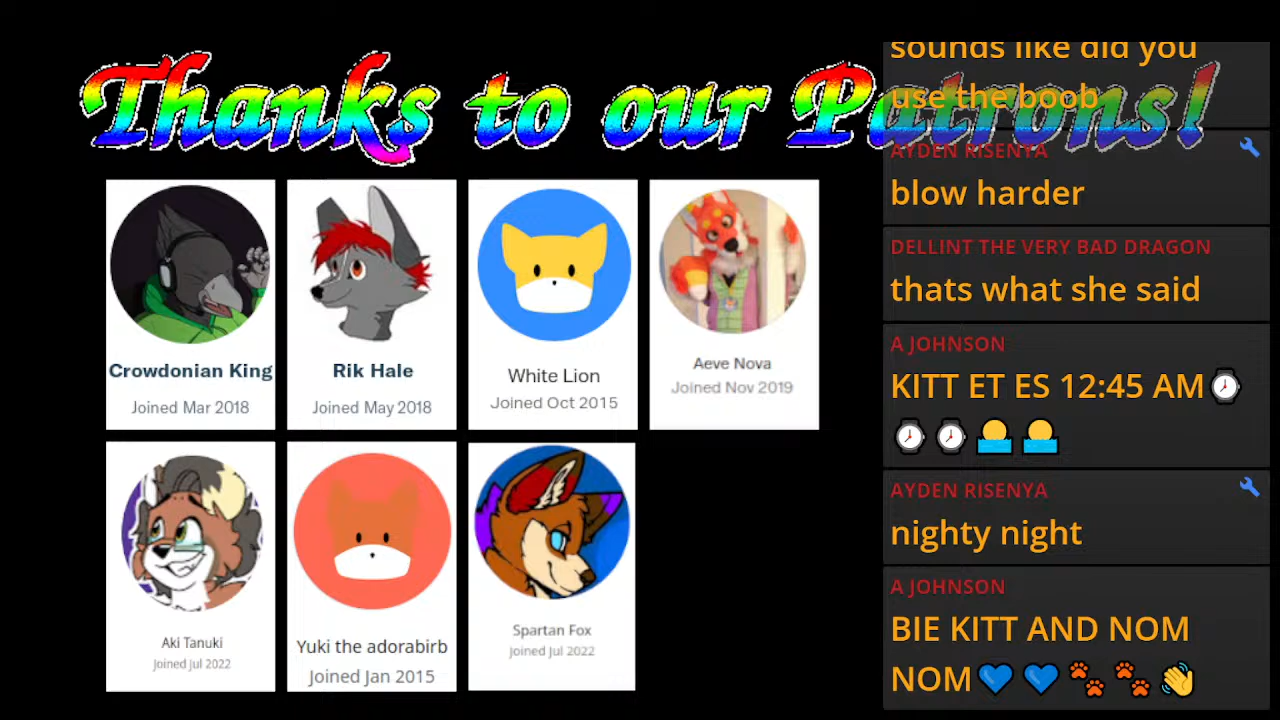 Thanks to our Patrons!
Crowdonian King
Joined Mar 2018
Rik Hale
Joined May 2018
White Lion
Joined Oct 2015
Aeve Nova
Joined Nov 2019
Aki Tanuki
Joined Jul 2022
Yuki the adorabirb
Joined Jan 2015
Spartan Fox
Joined Jul 2022
sounds like did you
use the boob
AYDEN RISENYA
blow harder
DELLINT THE VERY BAD DRAGON
thats what she said
A JOHNSON
KITT ET ES 12:45 AM
AYDEN RISENYA
nighty night
A JOHNSON
BIE KITT AND NOM
NOM